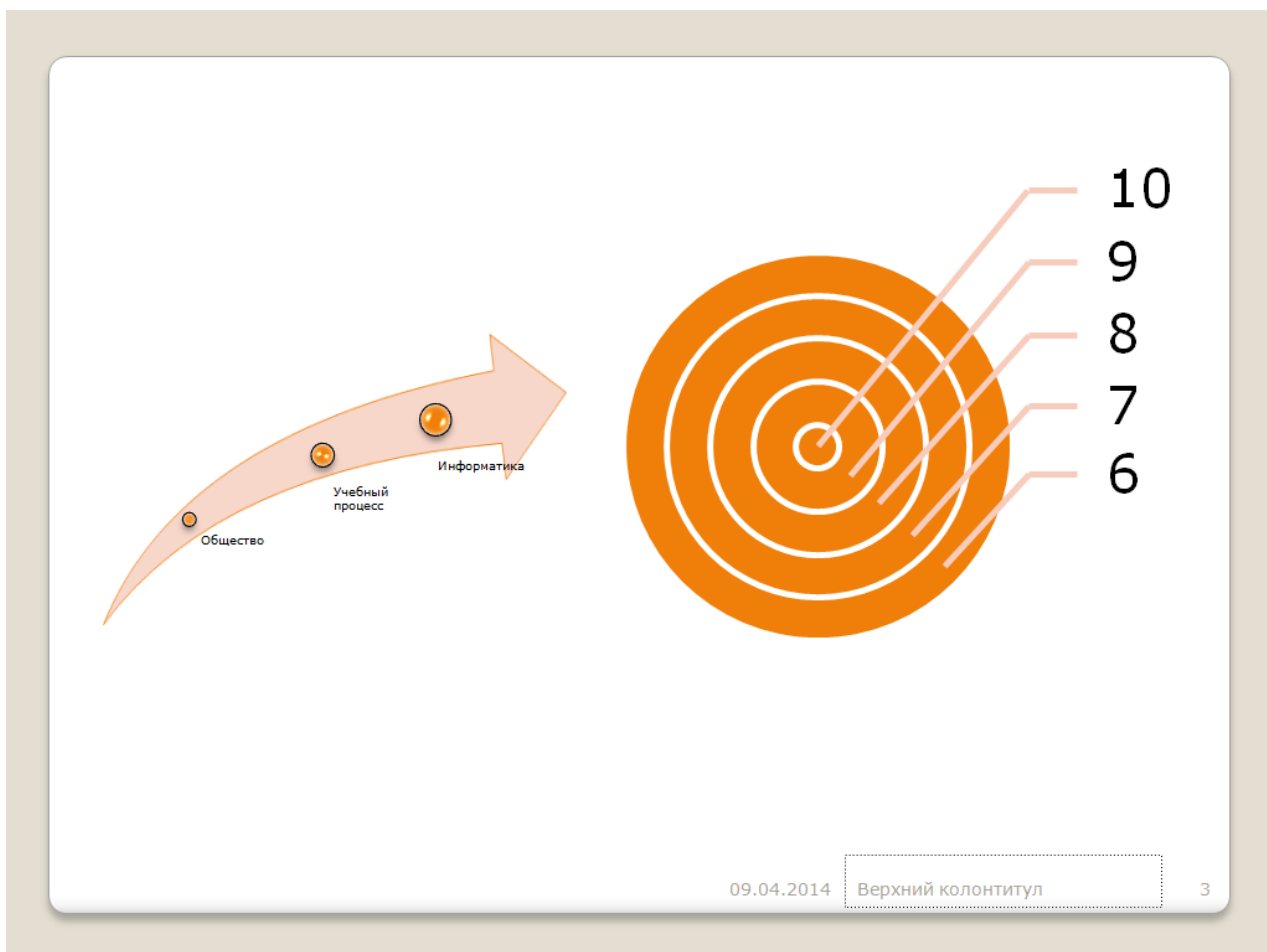 Общество
Учебный
процесс
Информатика
10
9
8
7
6
09.04.2014
Верхний колонтитул
3